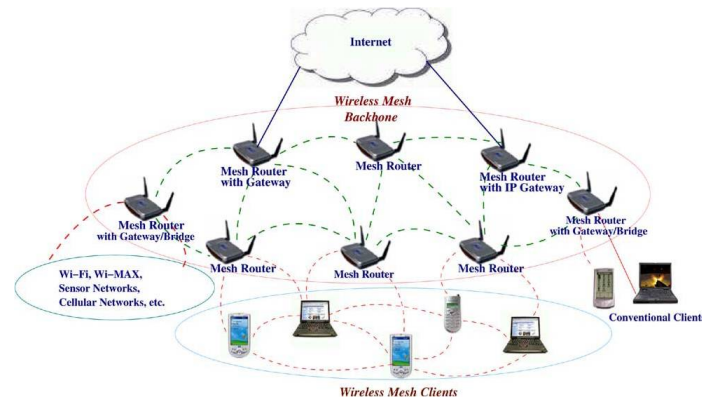 Internet
Wireless Mesh
Backbone
Mesh Router
with Gateway
Mesh Router
Mesh Router
with IP Gateway
Mesh Router
with Gateway/Bridge
Mesh Router
with Gateway/Bridge
Mesh Router
Mesh Router
Mesh Router
Wi-Fi, Wi-MAX,
Sensor Networks,
Cellular Networks, etc.
Conventional Clients
Wireless Mesh Clients